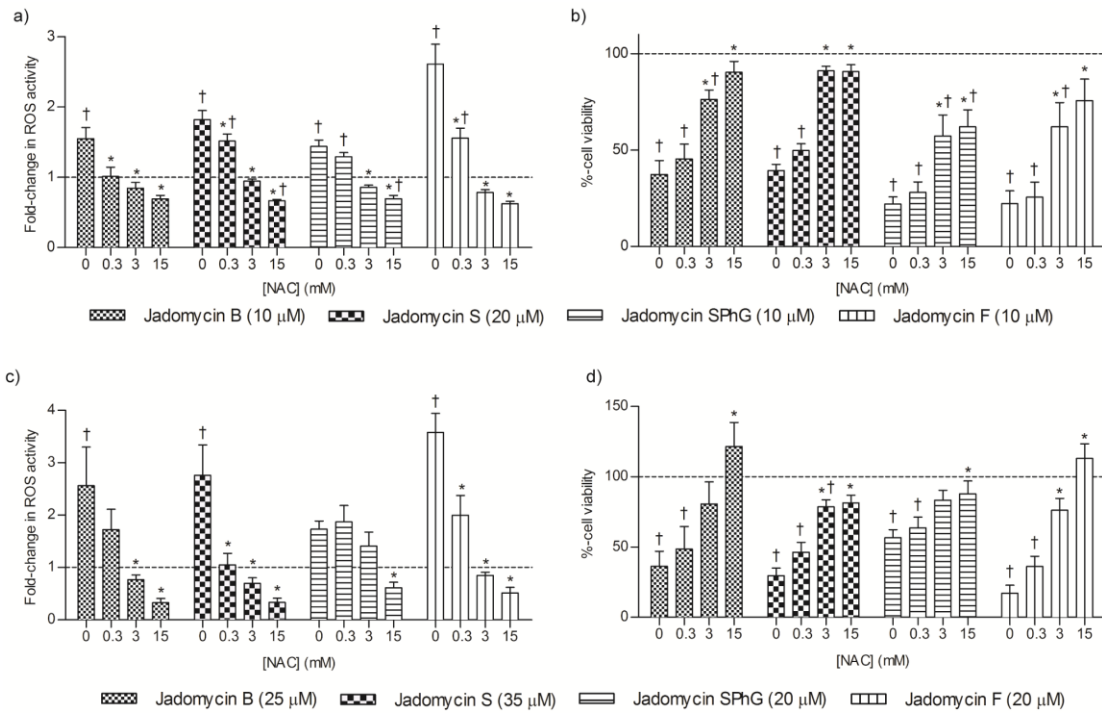 a)
Fold-change in ROS activity
3
2
1
0
† * * * † *† * *† † † * *† † *† * *
0 0.3 3 15 0 0.3 3 15 0 0.3 3 15 0 0.3 3 15
[NAC] (mM)
b)
%-cell viability
100
50
0
† † *† * † † * * † † *† *† † † *† *
0 0.3 3 15 0 0.3 3 15 0 0.3 3 15 0 0.3 3 15
[NAC] (mM)
Jadomycin B (10 μM) Jadomycin S (20 μM) Jadomycin SPhG (10 μM) Jadomycin F (10 μM)
c)
Fold-change in ROS activity
4
3
2
1
0
† * * † * * * * † * * *
0 0.3 3 15 0 0.3 3 15 0 0.3 3 15 0 0.3 3 15
[NAC] (mM)
d)
%-cell viability
150
100
50
0
† † * † † *† * † † * † † * *
0 0.3 3 15 0 0.3 3 15 0 0.3 3 15 0 0.3 3 15
[NAC] (mM)
Jadomycin B (25 μM) Jadomycin S (35 μM) Jadomycin SPhG (20 μM) Jadomycin F (20 μM)